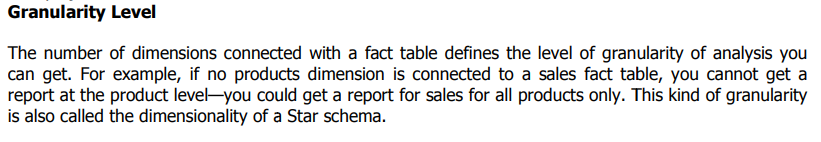 Granularity Level
The number of dimensions connected with a fact table defines the level of granularity of analysis you
can get. For example, if no products dimension is connected to a sales fact table, you cannot get a
report at the product level—you could get a report for sales for all products only. This kind of granularity
is also called the dimensionality of a Star schema.